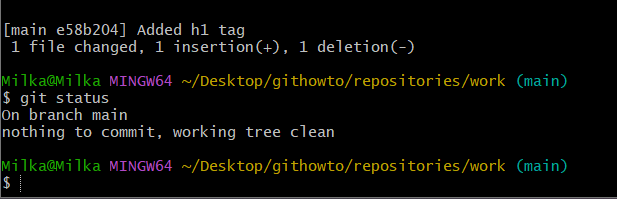 [main e58b204] Added h1 tag
 1 file changed, 1 insertion(+), 1 deletion(-)
Milka@Milka MINGW64 ~/Desktop/githowto/repositories/work (main)
$ git status
On branch main
nothing to commit, working tree clean
Milka@Milka MINGW64 ~/Desktop/githowto/repositories/work (main)
$